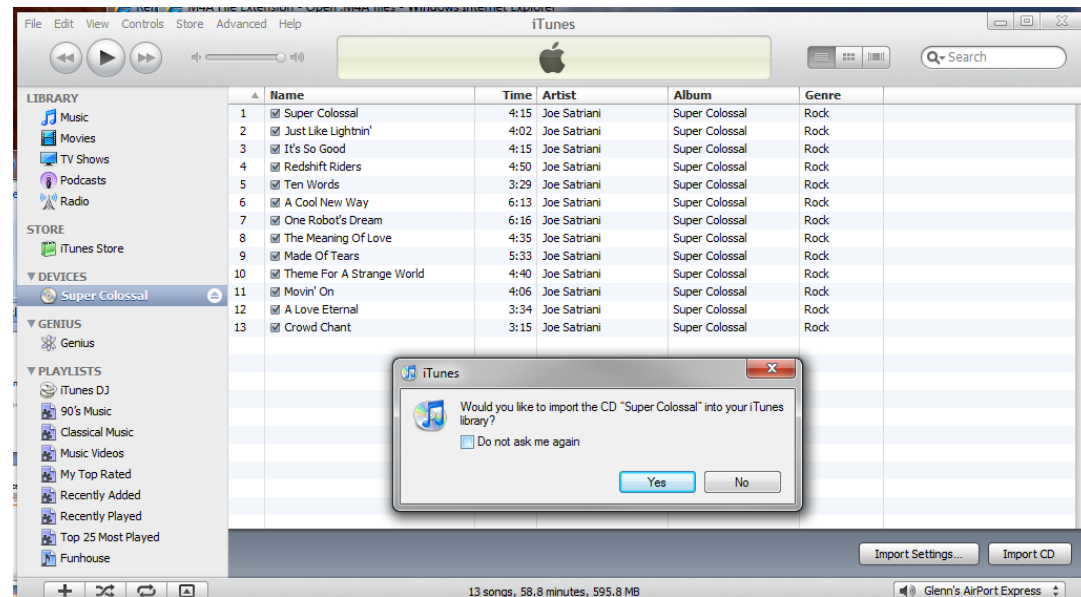 M4A File Extension - Open .M4A files - Windows Internet Explorer
File Edit View Controls Store Advanced Help
iTunes
Search
LIBRARY
Music
Movies
TV Shows
Podcasts
Radio
STORE
iTunes Store
DEVICES
Super Colossal
GENIUS
Genius
PLAYLISTS
iTunes DJ
90's Music
Classical Music
Music Videos
My Top Rated
Recently Added
Recently Played
Top 25 Most Played
Funhouse
Name Time Artist Album Genre
1 Super Colossal 4:15 Joe Satriani Super Colossal Rock
2 Just Like Lightnin' 4:02 Joe Satriani Super Colossal Rock
3 It's So Good 4:15 Joe Satriani Super Colossal Rock
4 Redshift Riders 4:50 Joe Satriani Super Colossal Rock
5 Ten Words 3:29 Joe Satriani Super Colossal Rock
6 A Cool New Way 6:13 Joe Satriani Super Colossal Rock
7 One Robot's Dream 6:16 Joe Satriani Super Colossal Rock
8 The Meaning Of Love 4:35 Joe Satriani Super Colossal Rock
9 Made Of Tears 5:33 Joe Satriani Super Colossal Rock
10 Theme For A Strange World 4:40 Joe Satriani Super Colossal Rock
11 Movin' On 4:06 Joe Satriani Super Colossal Rock
12 A Love Eternal 3:34 Joe Satriani Super Colossal Rock
13 Crowd Chant 3:15 Joe Satriani Super Colossal Rock
iTunes
Would you like to import the CD "Super Colossal" into your iTunes
library?
Do not ask me again
Yes No
Import Settings... Import CD
13 songs, 58.8 minutes, 595.8 MB
Glenn's AirPort Express